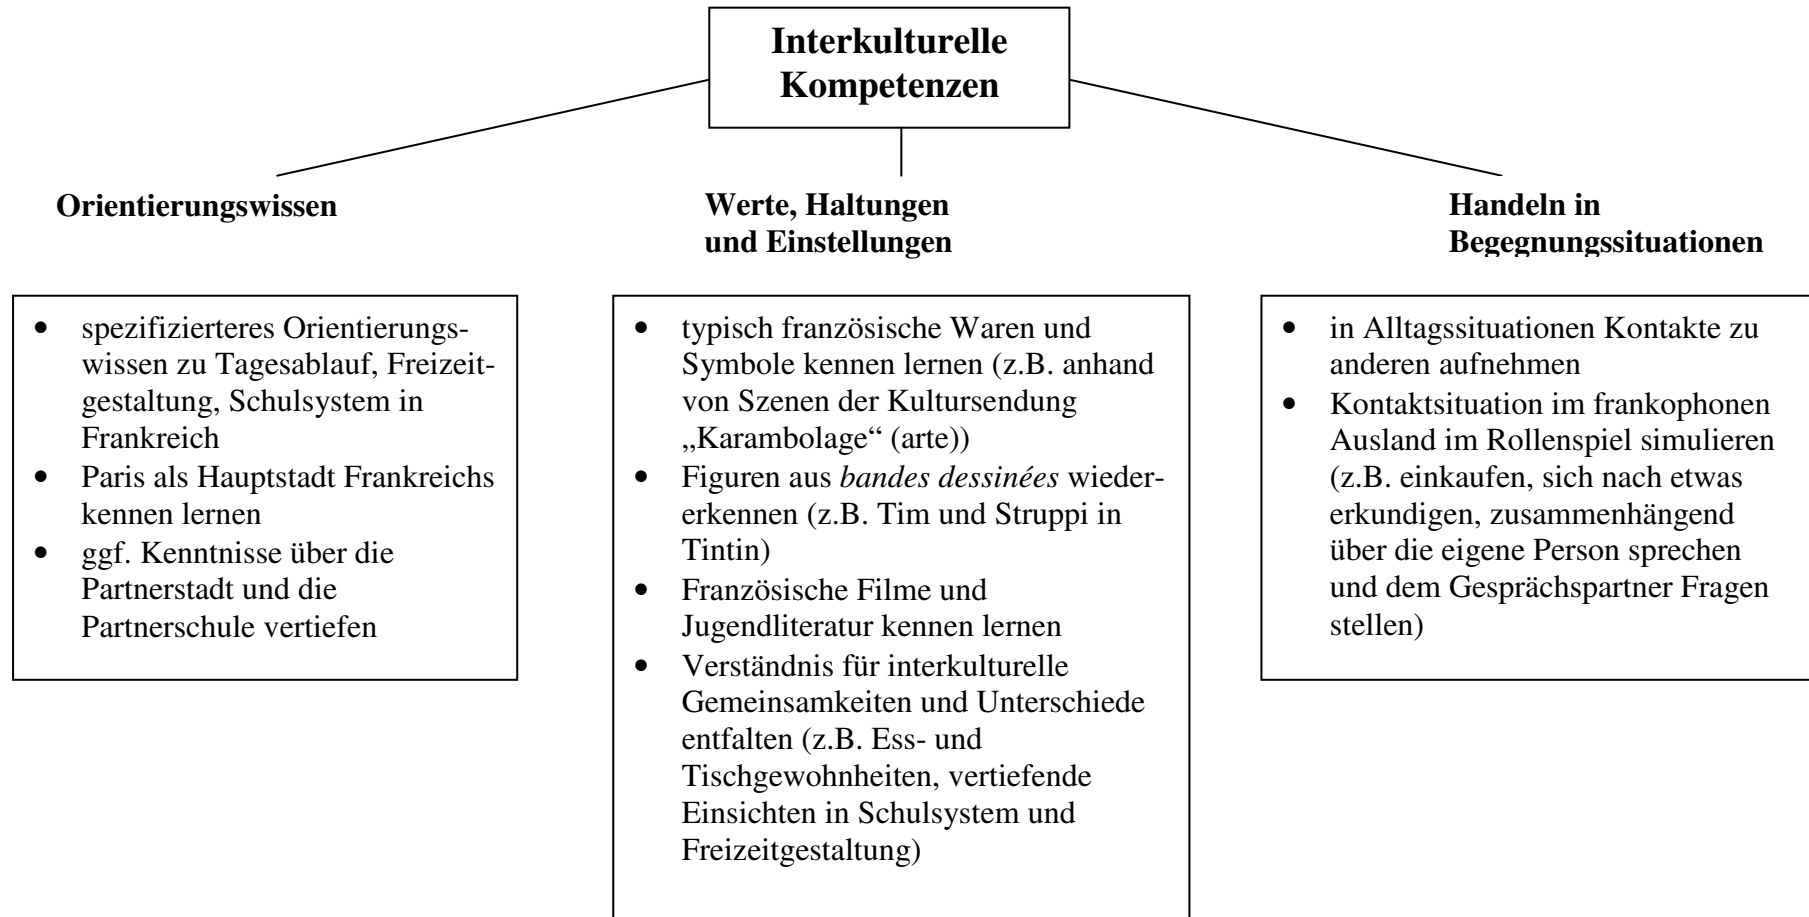 Interkulturelle
Kompetenzen
Orientierungswissen
Werte, Haltungen
und Einstellungen
Handeln in
Begegnungssituationen
• spezifizierteres Orientierungs-
wissen zu Tagesablauf, Freizeit-
gestaltung, Schulsystem in
Frankreich
• Paris als Hauptstadt Frankreichs
kennen lernen
• ggf. Kenntnisse über die
Partnerstadt und die
Partnerschule vertiefen
• typisch französische Waren und
Symbole kennen lernen (z.B. anhand
von Szenen der Kultursendung
„Karambolage“ (arte))
• Figuren aus bandes dessinées wieder-
erkennen (z.B. Tim und Struppi in
Tintin)
• Französische Filme und
Jugendliteratur kennen lernen
• Verständnis für interkulturelle
Gemeinsamkeiten und Unterschiede
entfalten (z.B. Ess- und
Tischgewohnheiten, vertiefende
Einsichten in Schulsystem und
Freizeitgestaltung)
• in Alltagssituationen Kontakte zu
anderen aufnehmen
• Kontaktsituation im frankophonen
Ausland im Rollenspiel simulieren
(z.B. einkaufen, sich nach etwas
erkundigen, zusammenhängend
über die eigene Person sprechen
und dem Gesprächspartner Fragen
stellen)